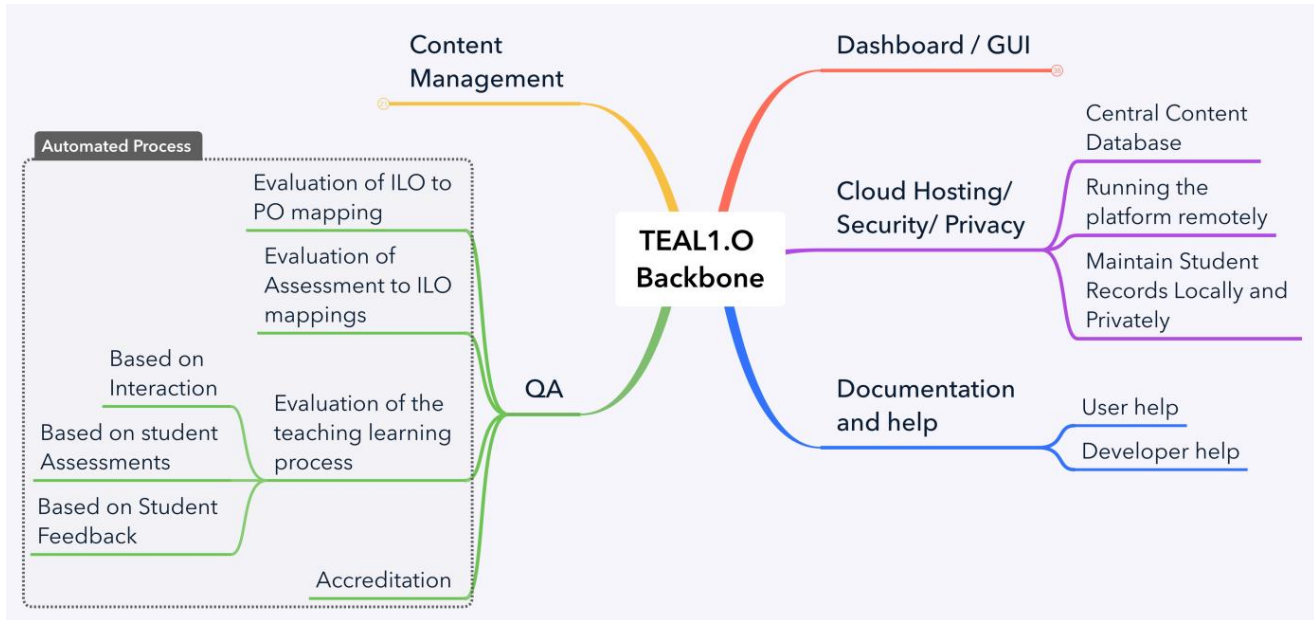 Content
Management
Dashboard / GUI
Automated Process
Evaluation of ILO to
PO mapping
Evaluation of
Assessment to ILO
mappings
Based on
Interaction
Based on student
Assessments
Based on Student
Feedback
Evaluation of the
teaching learning
process
Accreditation
QA
TEAL1.O
Backbone
Cloud Hosting/
Security/ Privacy
Central Content
Database
Running the
platform remotely
Maintain Student
Records Locally and
Privately
Documentation
and help
User help
Developer help